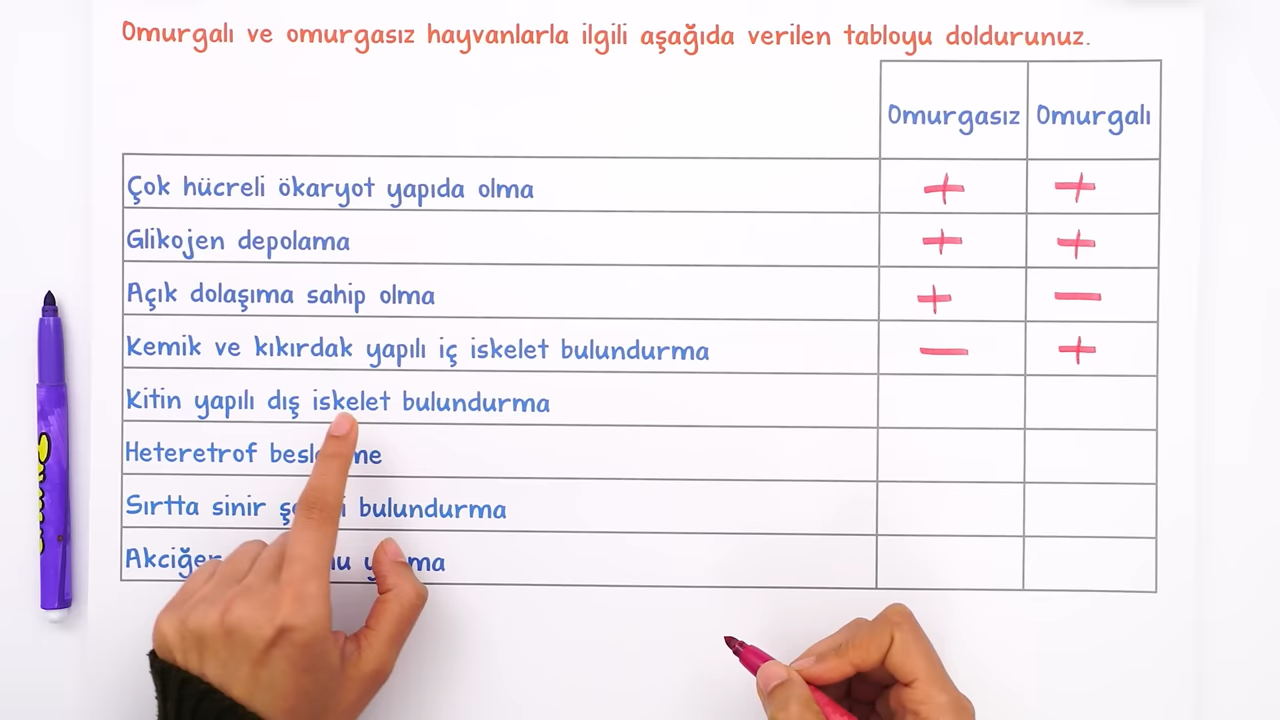 Omurgalı ve omurgasız hayvanlarla ilgili aşağıda verilen tabloyu doldurunuz.
Omurgasız Omurgalı
Çok hücreli ökaryot yapıda olma + +
Glikojen depolama + +
Açık dolaşıma sahip olma + –
Kemik ve kıkırdak yapılı iç iskelet bulundurma – +
Kitin yapılı dış iskelet bulundurma
Heteretrof
Sırtta sinir bulundurma